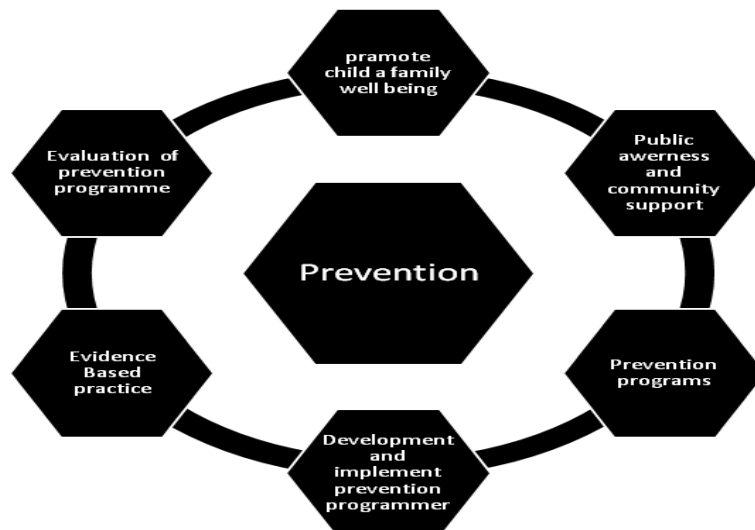 pramote
child a family
well being
Public
awerness
and
community
support
Prevention
programs
Development
and
implement
prevention
programmer
Evidence
Based
practice
Evaluation of
prevention
programme
Prevention